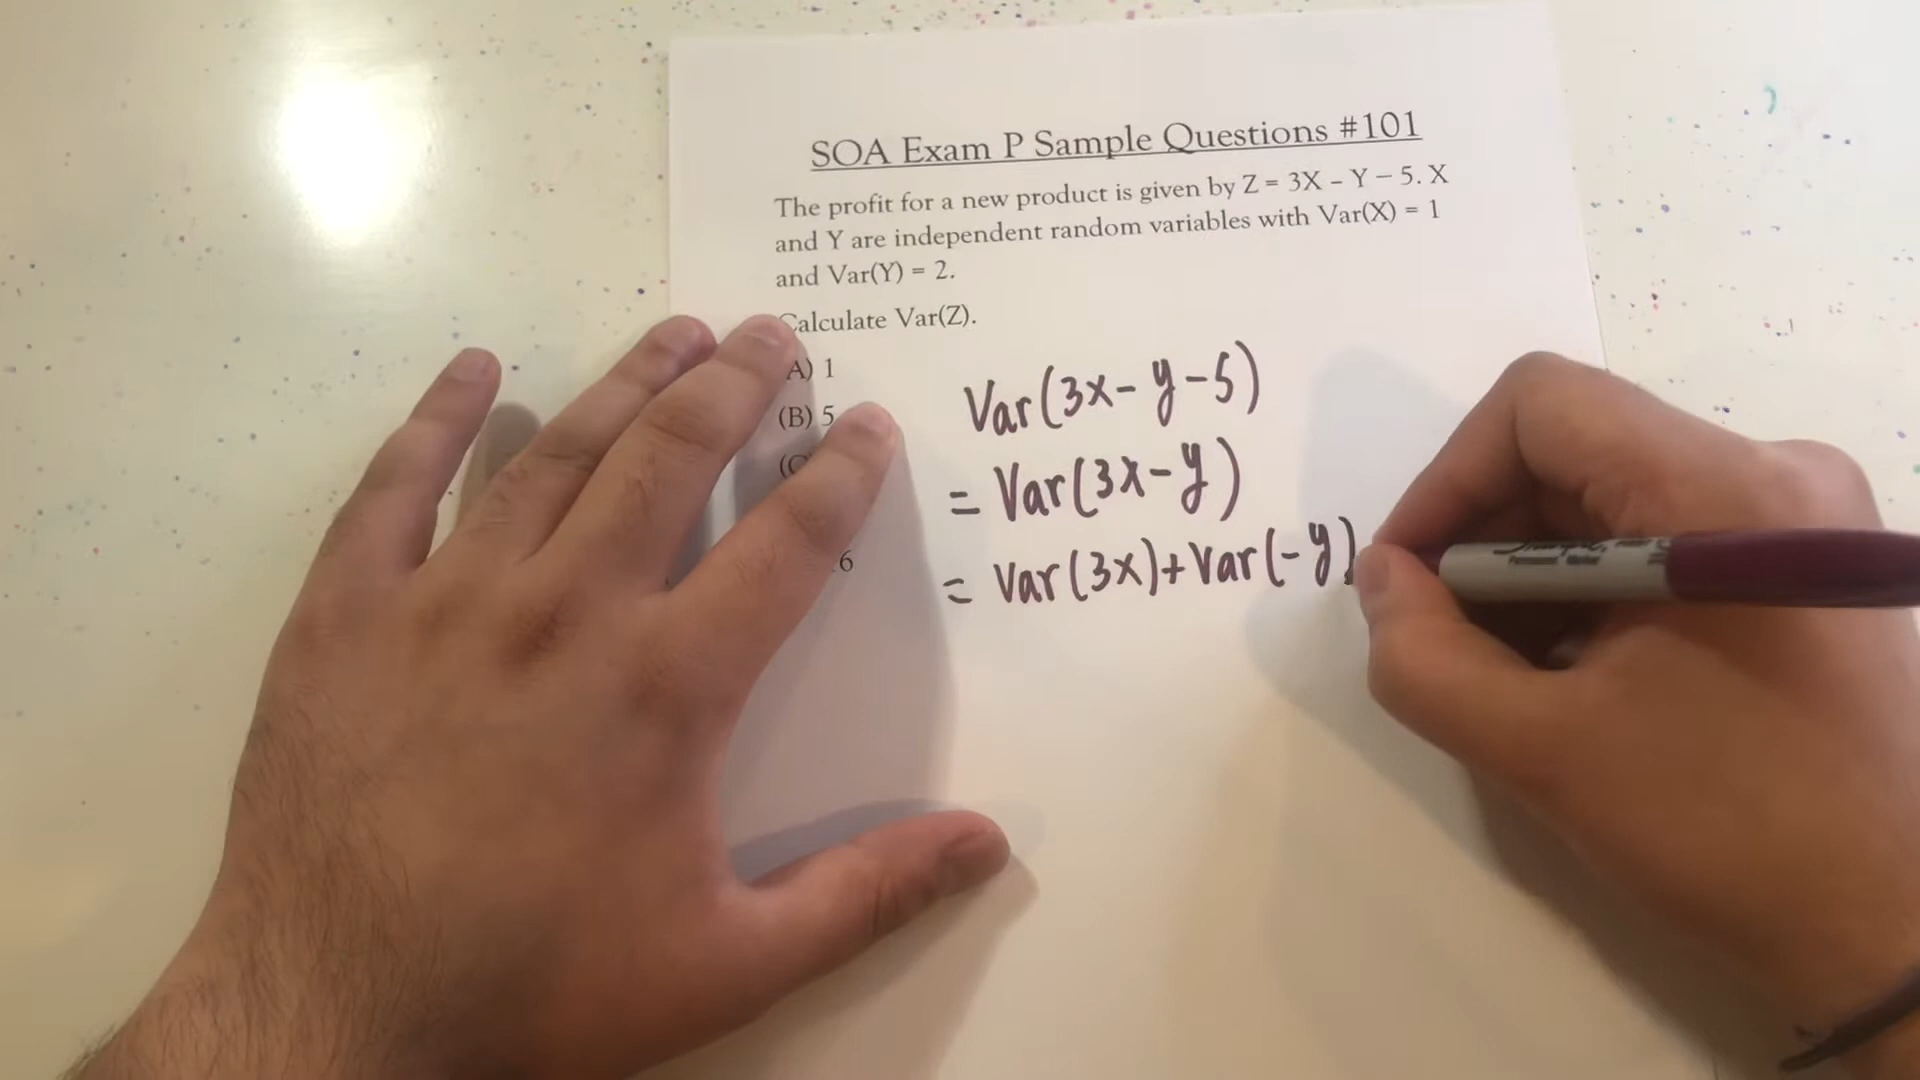 SOA Exam P Sample Questions #101
The profit for a new product is given by Z = 3X – Y – 5. X
and Y are independent random variables with Var(X) = 1
and Var(Y) = 2.
Calculate Var(Z).
A) 1
(B) 5
(C
6
Var(3x-y-5)
= Var(3x-y)
= Var(3x)+Var(-y)